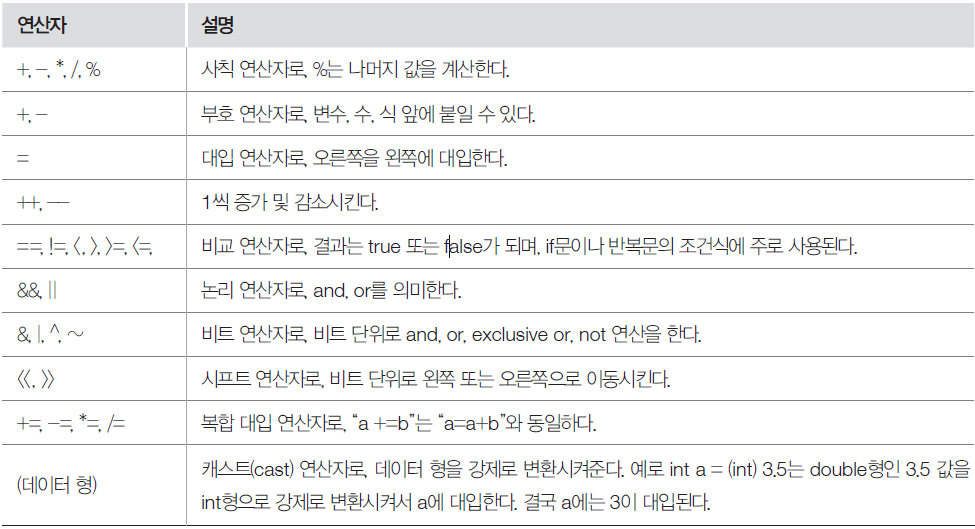 연산자 설명
+, -, *, /, % 사칙 연산자로, %는 나머지 값을 계산한다.
+, - 부호 연산자로, 변수, 수, 식 앞에 붙일 수 있다.
= 대입 연산자로, 오른쪽을 왼쪽에 대입한다.
++, -- 1씩 증가 및 감소시킨다.
==, !=, <, >, >=, <=, 비교 연산자로, 결과는 true 또는 false가 되며, if문이나 반복문의 조건식에 주로 사용된다.
&&, || 논리 연산자로, and, or를 의미한다.
&, |, ^, ~ 비트 연산자로, 비트 단위로 and, or, exclusive or, not 연산을 한다.
<<, >> 시프트 연산자로, 비트 단위로 왼쪽 또는 오른쪽으로 이동시킨다.
+=, -=, *=, /= 복합 대입 연산자로, “a +=b”는 “a=a+b”와 동일하다.
(데이터 형) 캐스트(cast) 연산자로, 데이터 형을 강제로 변환시켜준다. 예로 int a = (int) 3.5는 double형인 3.5 값을
int형으로 강제로 변환시켜서 a에 대입한다. 결국 a에는 3이 대입된다.